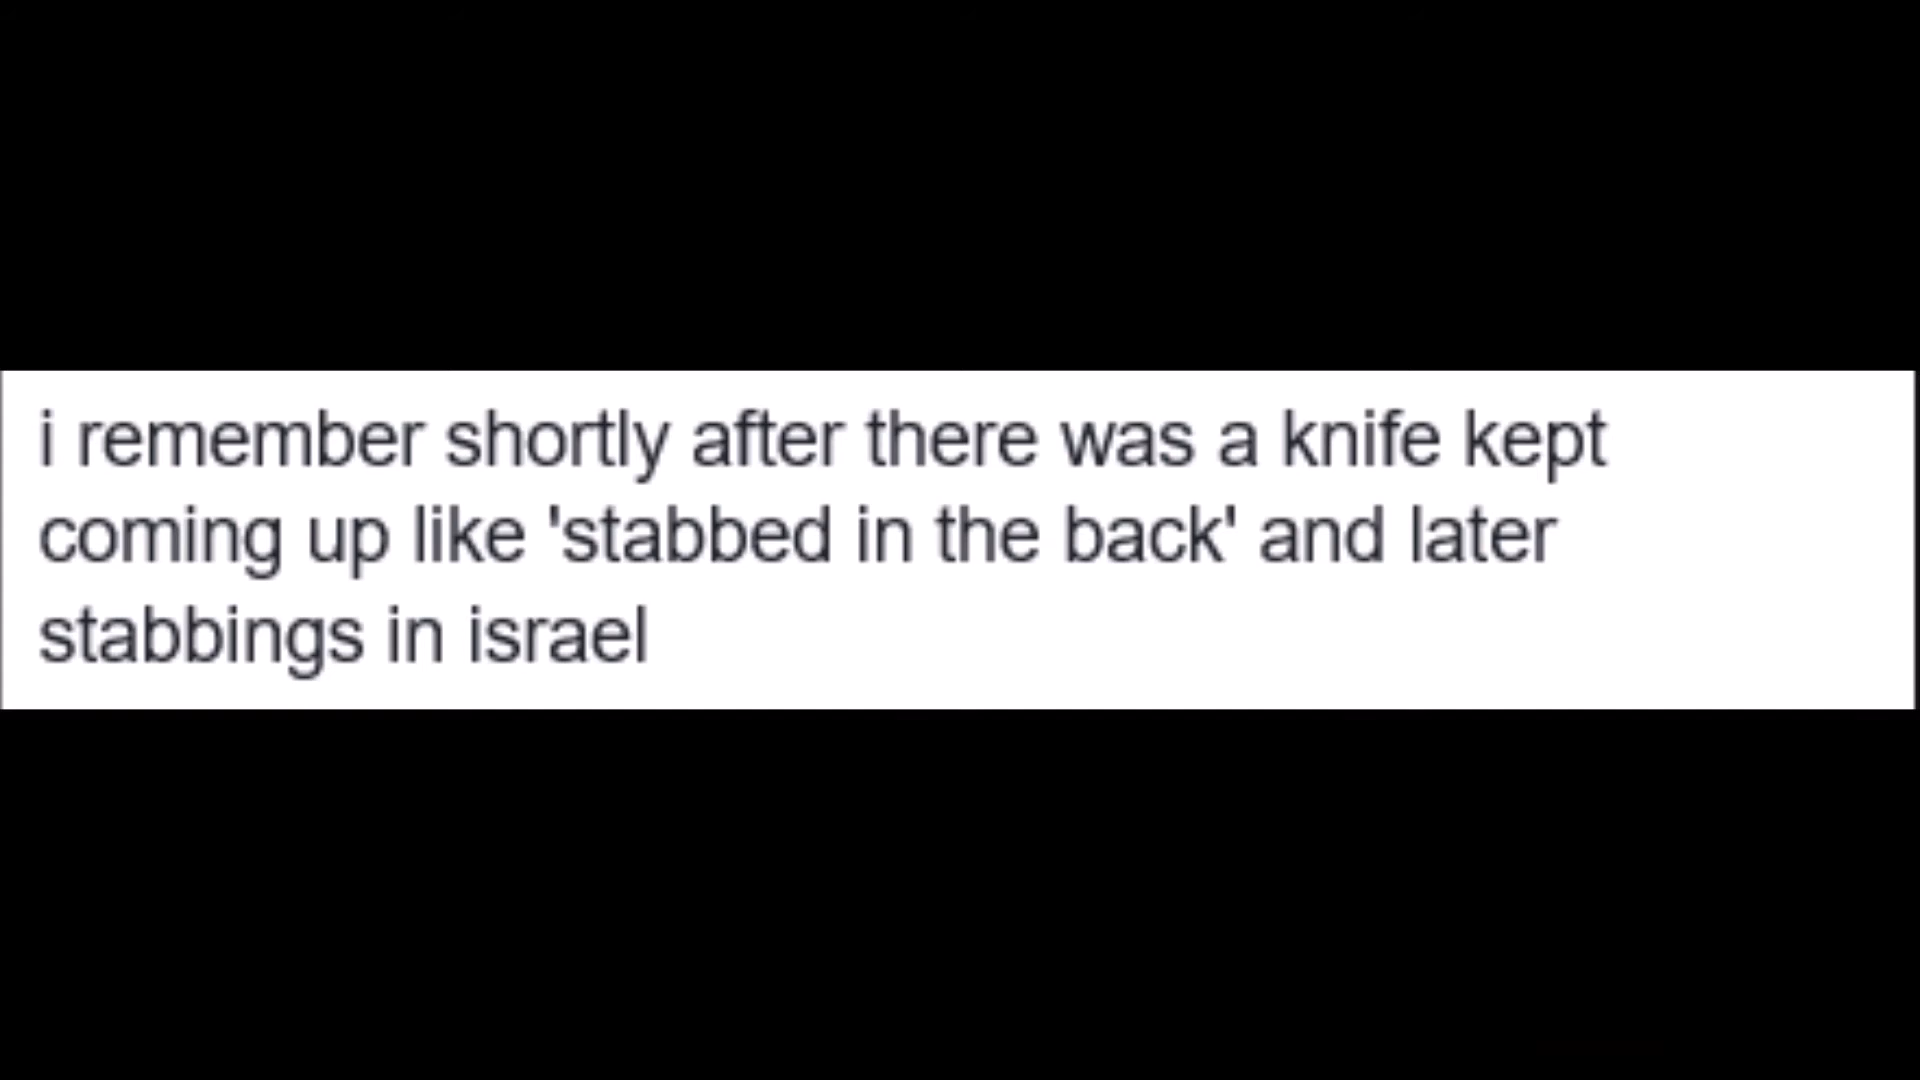 i remember shortly after there was a knife kept
coming up like 'stabbed in the back' and later
stabbings in israel